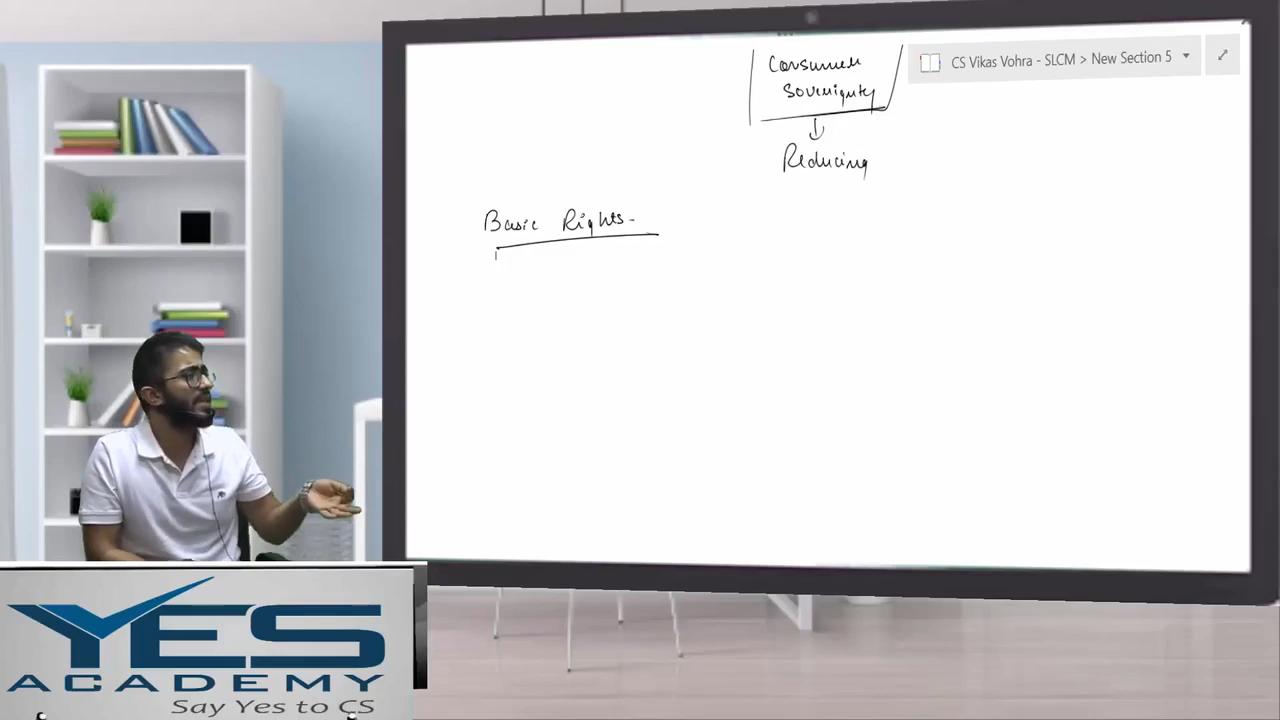 Consumer
Sovereignty
Reducing
CS Vikas Vohra - SLCM > New Section 5
Basic Rights-
YES
ACADEMY
Say Yes to CS